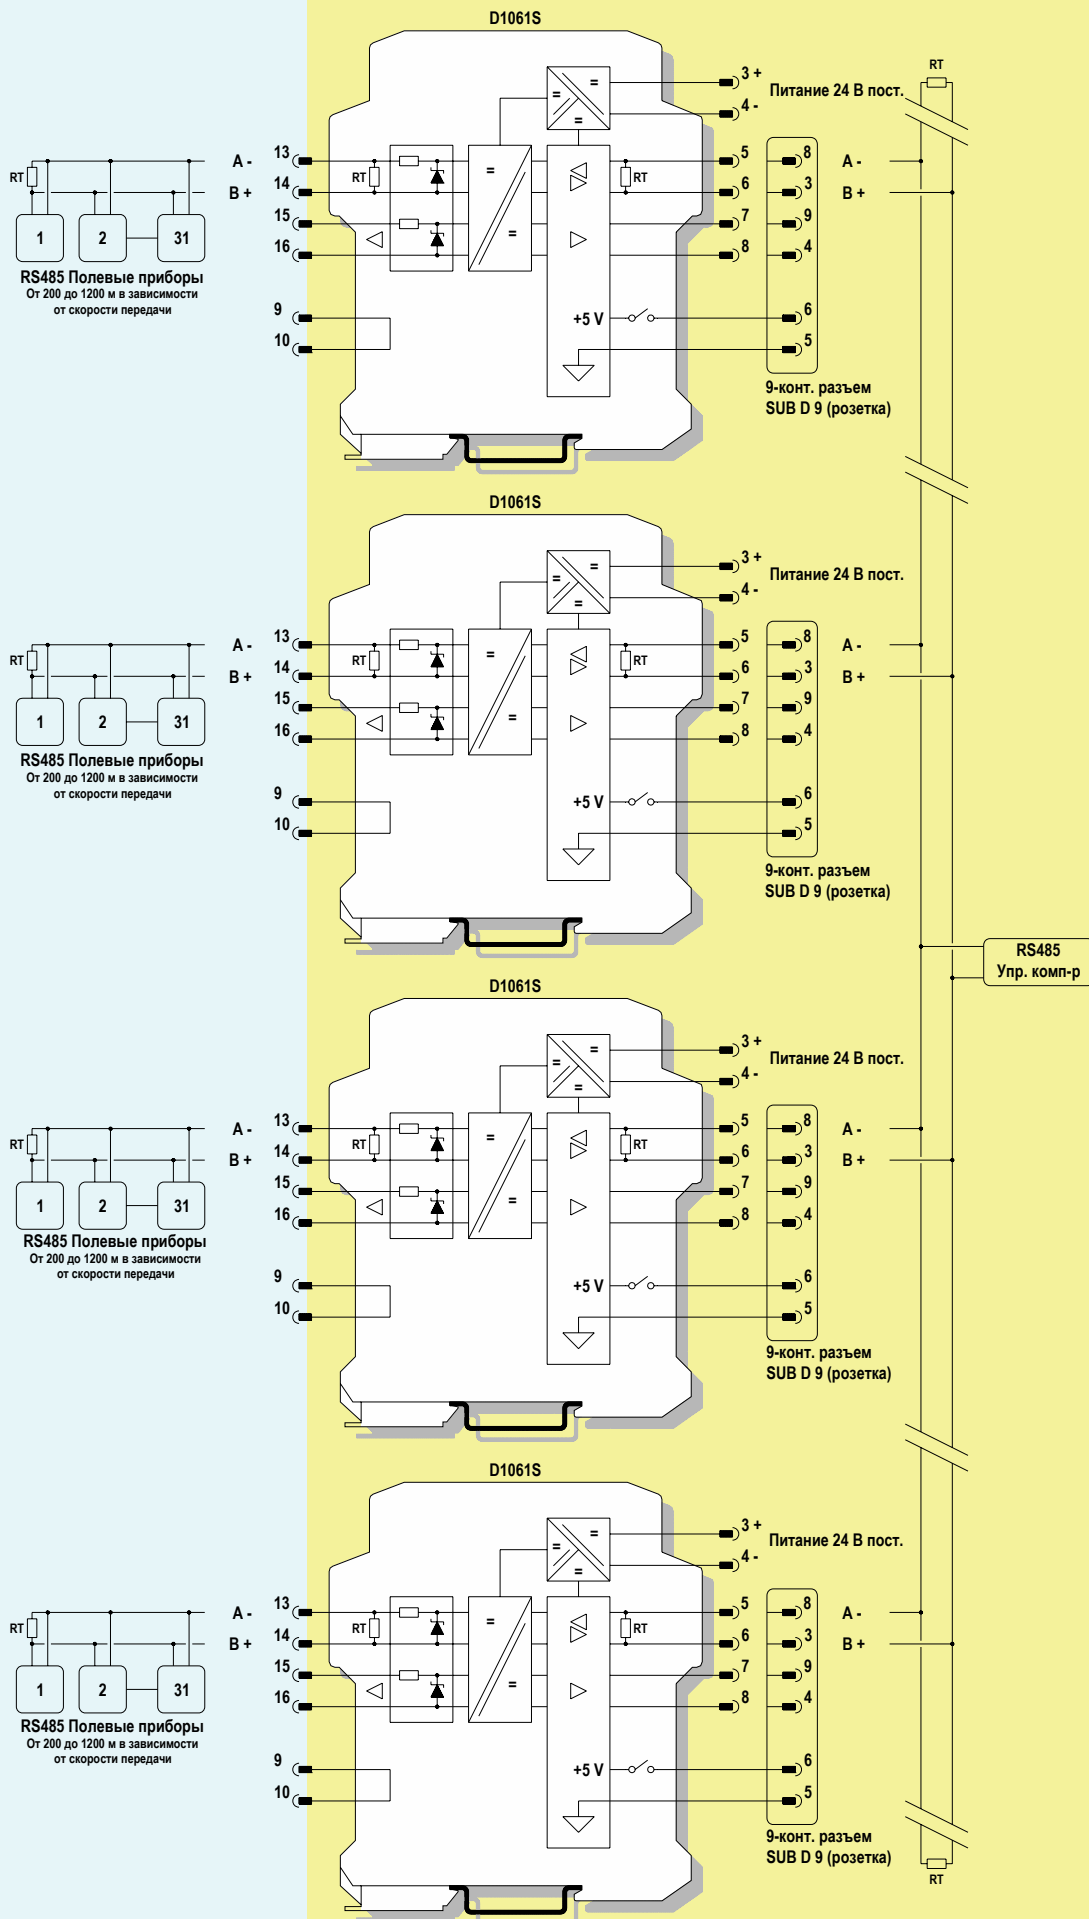 D1061S
3 +
Питание 24 В пост.
4 -
RT
A -
13
5
8
A -
RT
RT
RT
B +
14
6
3
B +
15
7
9
16
8
4
1
2
31
RS485 Полевые приборы
От 200 до 1200 м в зависимости
от скорости передачи
9
+5 V
6
10
5
9-конт. разъем
SUB D 9 (розетка)
D1061S
3 +
Питание 24 В пост.
4 -
A -
13
5
8
A -
RT
RT
RT
B +
14
6
3
B +
15
7
9
16
8
4
1
2
31
RS485 Полевые приборы
От 200 до 1200 м в зависимости
от скорости передачи
9
+5 V
6
10
5
9-конт. разъем
SUB D 9 (розетка)
RS485
Упр. комп-р
D1061S
3 +
Питание 24 В пост.
4 -
A -
13
5
8
A -
RT
RT
RT
B +
14
6
3
B +
15
7
9
16
8
4
1
2
31
RS485 Полевые приборы
От 200 до 1200 м в зависимости
от скорости передачи
9
+5 V
6
10
5
9-конт. разъем
SUB D 9 (розетка)
D1061S
3 +
Питание 24 В пост.
4 -
A -
13
5
8
A -
RT
RT
RT
B +
14
6
3
B +
15
7
9
16
8
4
1
2
31
RS485 Полевые приборы
От 200 до 1200 м в зависимости
от скорости передачи
9
+5 V
6
10
5
9-конт. разъем
SUB D 9 (розетка)
RT